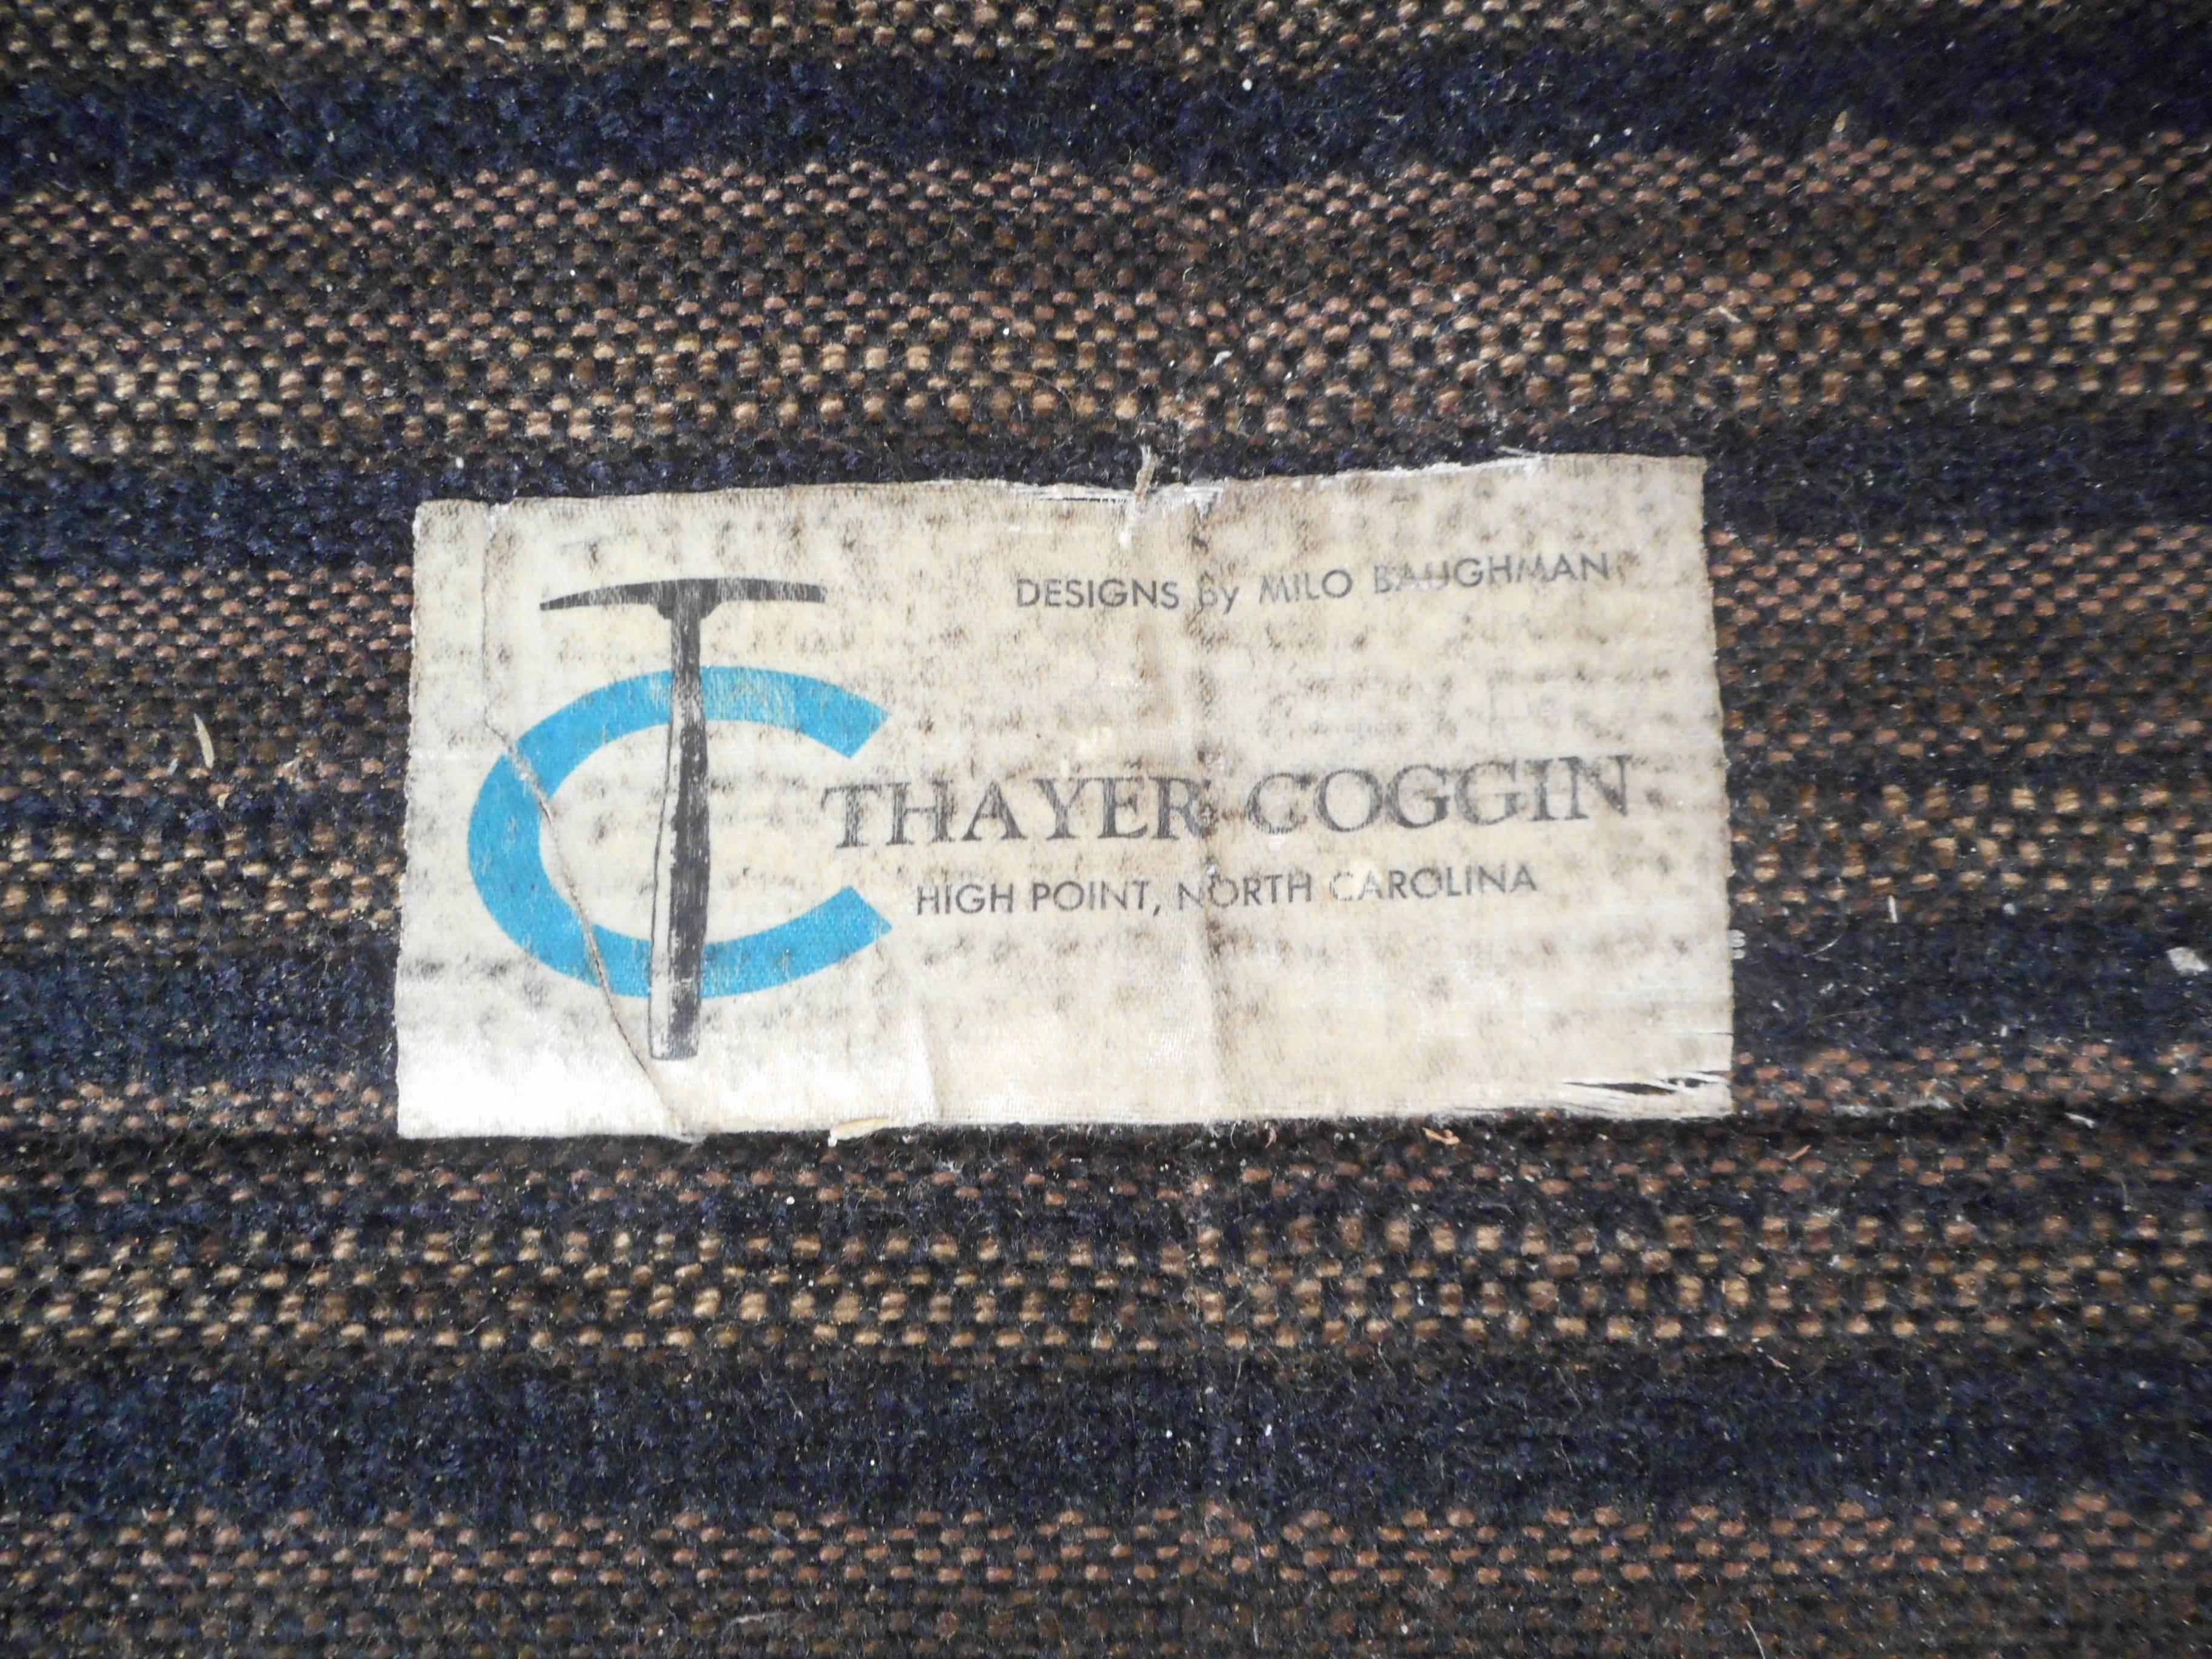 DESIGNS by MILO BAUGHMAN
THAYER COGGIN
HIGH POINT, NORTH CAROLINA